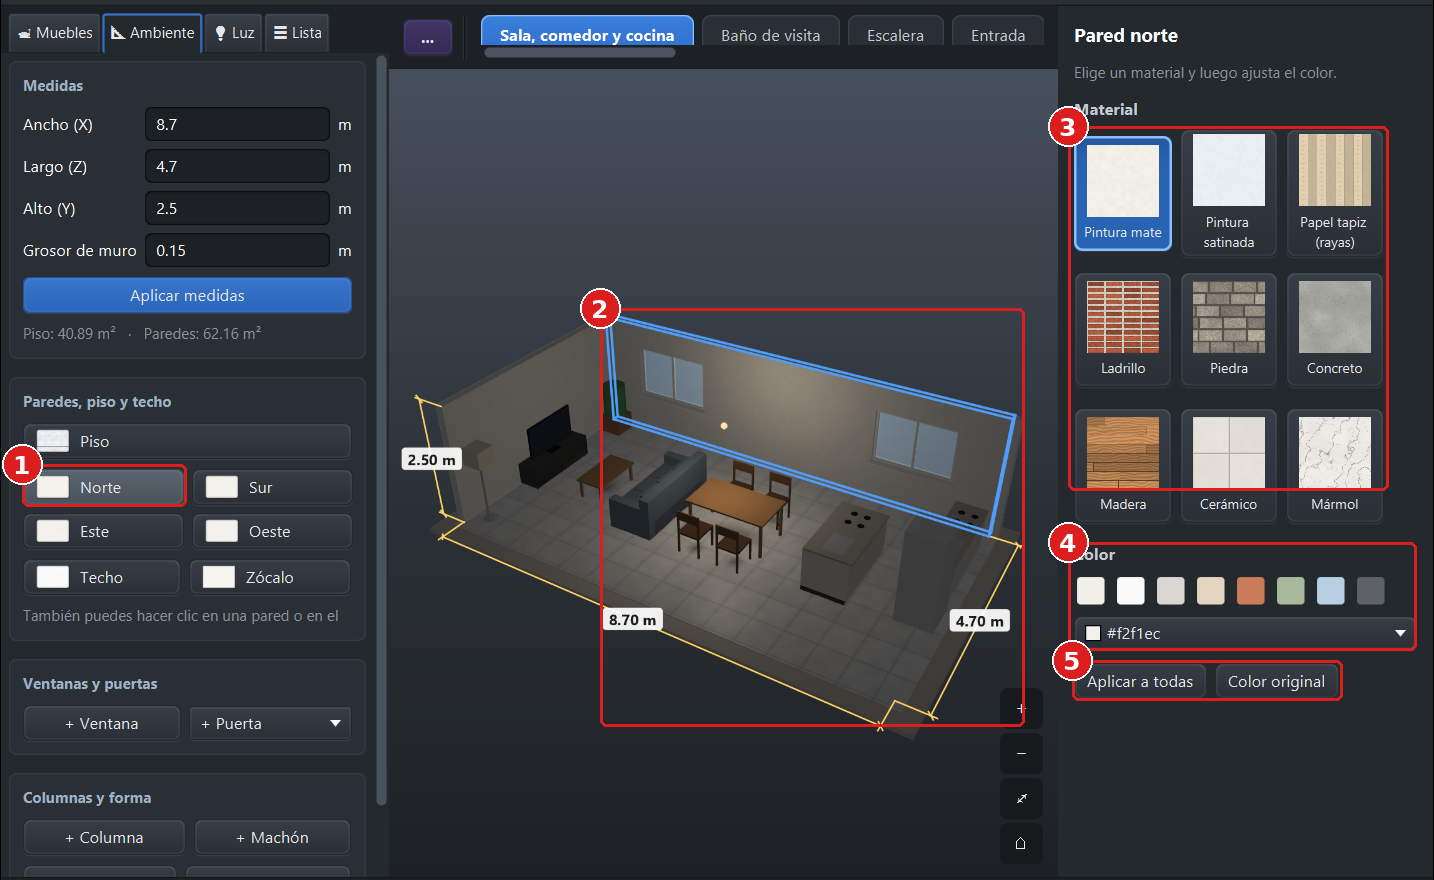 Muebles
Ambiente
Luz
Lista
...
Sala, comedor y cocina
Baño de visita
Escalera
Entrada
Medidas
Ancho (X)
8.7
m
Largo (Z)
4.7
m
Alto (Y)
2.5
m
Grosor de muro
0.15
m
Aplicar medidas
Piso: 40.89 m² · Paredes: 62.16 m²
Paredes, piso y techo
Piso
1
Norte
Sur
Este
Oeste
Techo
Zócalo
También puedes hacer clic en una pared o en el
Ventanas y puertas
+ Ventana
+ Puerta
Columnas y forma
+ Columna
+ Machón
2
2.50 m
8.70 m
4.70 m
+
−
Pared norte
Elige un material y luego ajusta el color.
Material
3
Pintura mate
Pintura
satinada
Papel tapiz
(rayas)
Ladrillo
Piedra
Concreto
Madera
Cerámico
Mármol
4
olor
#f2f1ec
5
Aplicar a todas
Color original